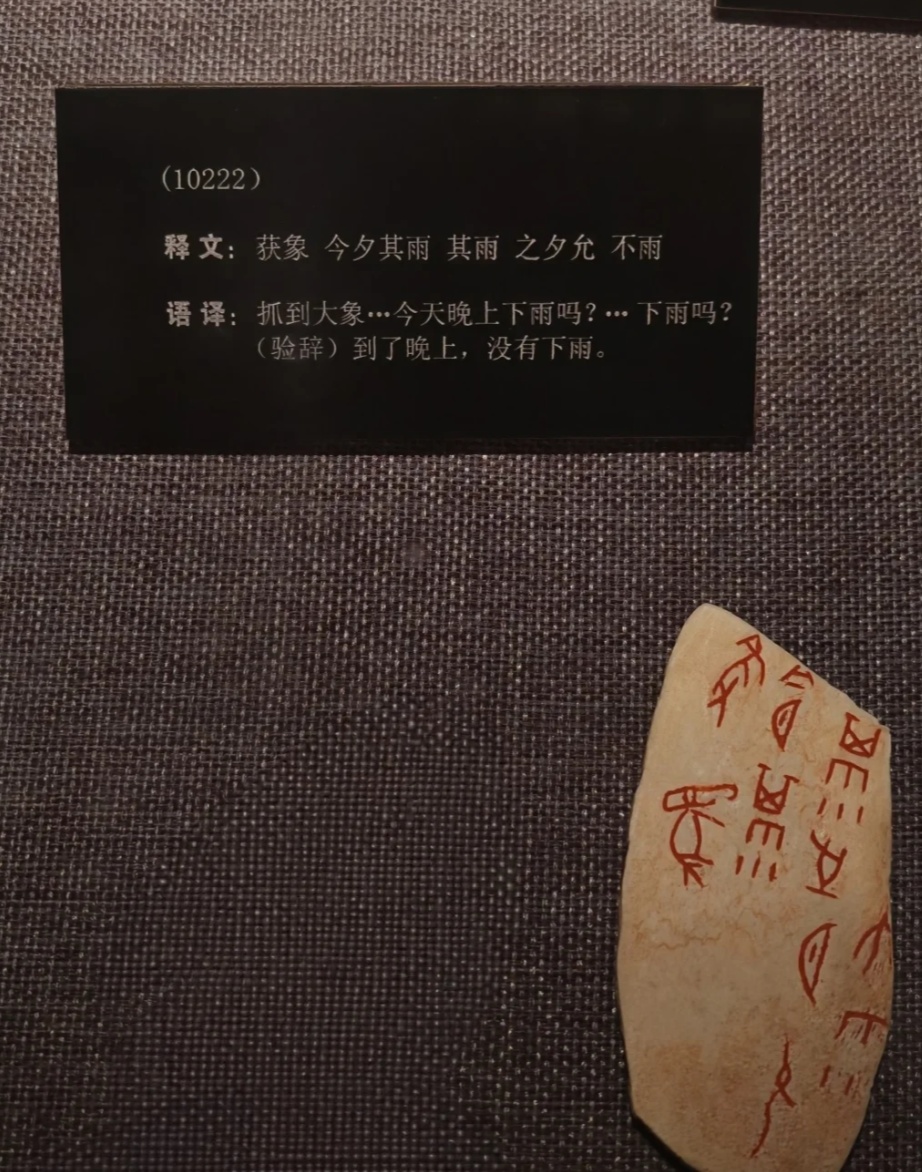 (10222)
释文: 获象 今夕其雨 其雨 之夕允 不雨
语译: 抓到大象…今天晚上下雨吗?… 下雨吗?
(验辞) 到了晚上，没有下雨。